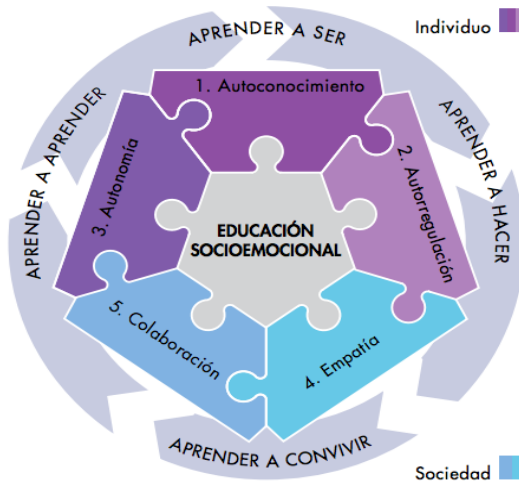 APRENDER A SER
Individuo
1. Autoconocimiento
APRENDER A APRENDER
APRENDER A HACER
3. Autonomía
2. Autorregulación
EDUCACIÓN
SOCIOEMOCIONAL
5. Colaboración
4. Empatía
APRENDER A CONVIVIR
Sociedad